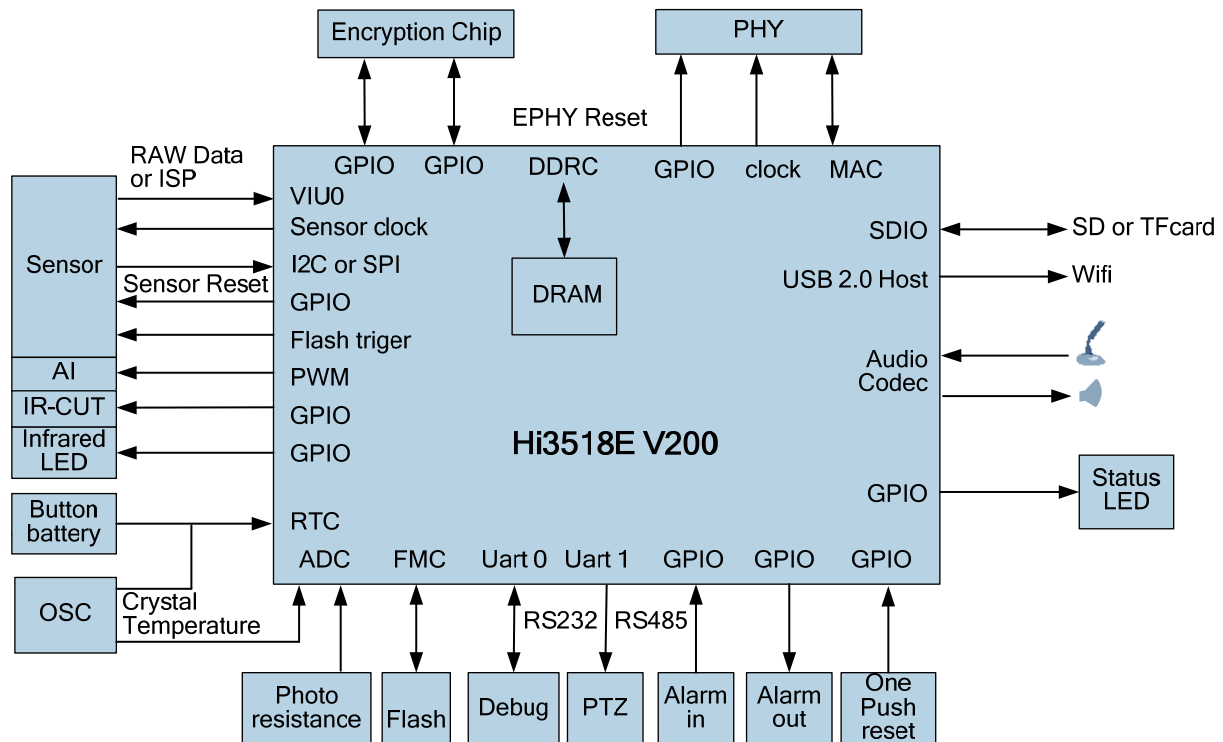 Encryption Chip
PHY
EPHY Reset
RAW Data
or ISP
GPIO
GPIO
DDRC
GPIO
clock
MAC
VIU0
Sensor clock
I2C or SPI
Sensor Reset
GPIO
Flash triger
PWM
GPIO
GPIO
Sensor
AI
IR-CUT
Infrared
LED
DRAM
SDIO
SD or TFcard
USB 2.0 Host
Wifi
Audio
Codec
Hi3518E V200
GPIO
Status
LED
Button
battery
RTC
OSC
Crystal
Temperature
ADC
FMC
Uart 0
Uart 1
GPIO
GPIO
GPIO
RS232
RS485
Photo
resistance
Flash
Debug
PTZ
Alarm
in
Alarm
out
One
Push
reset